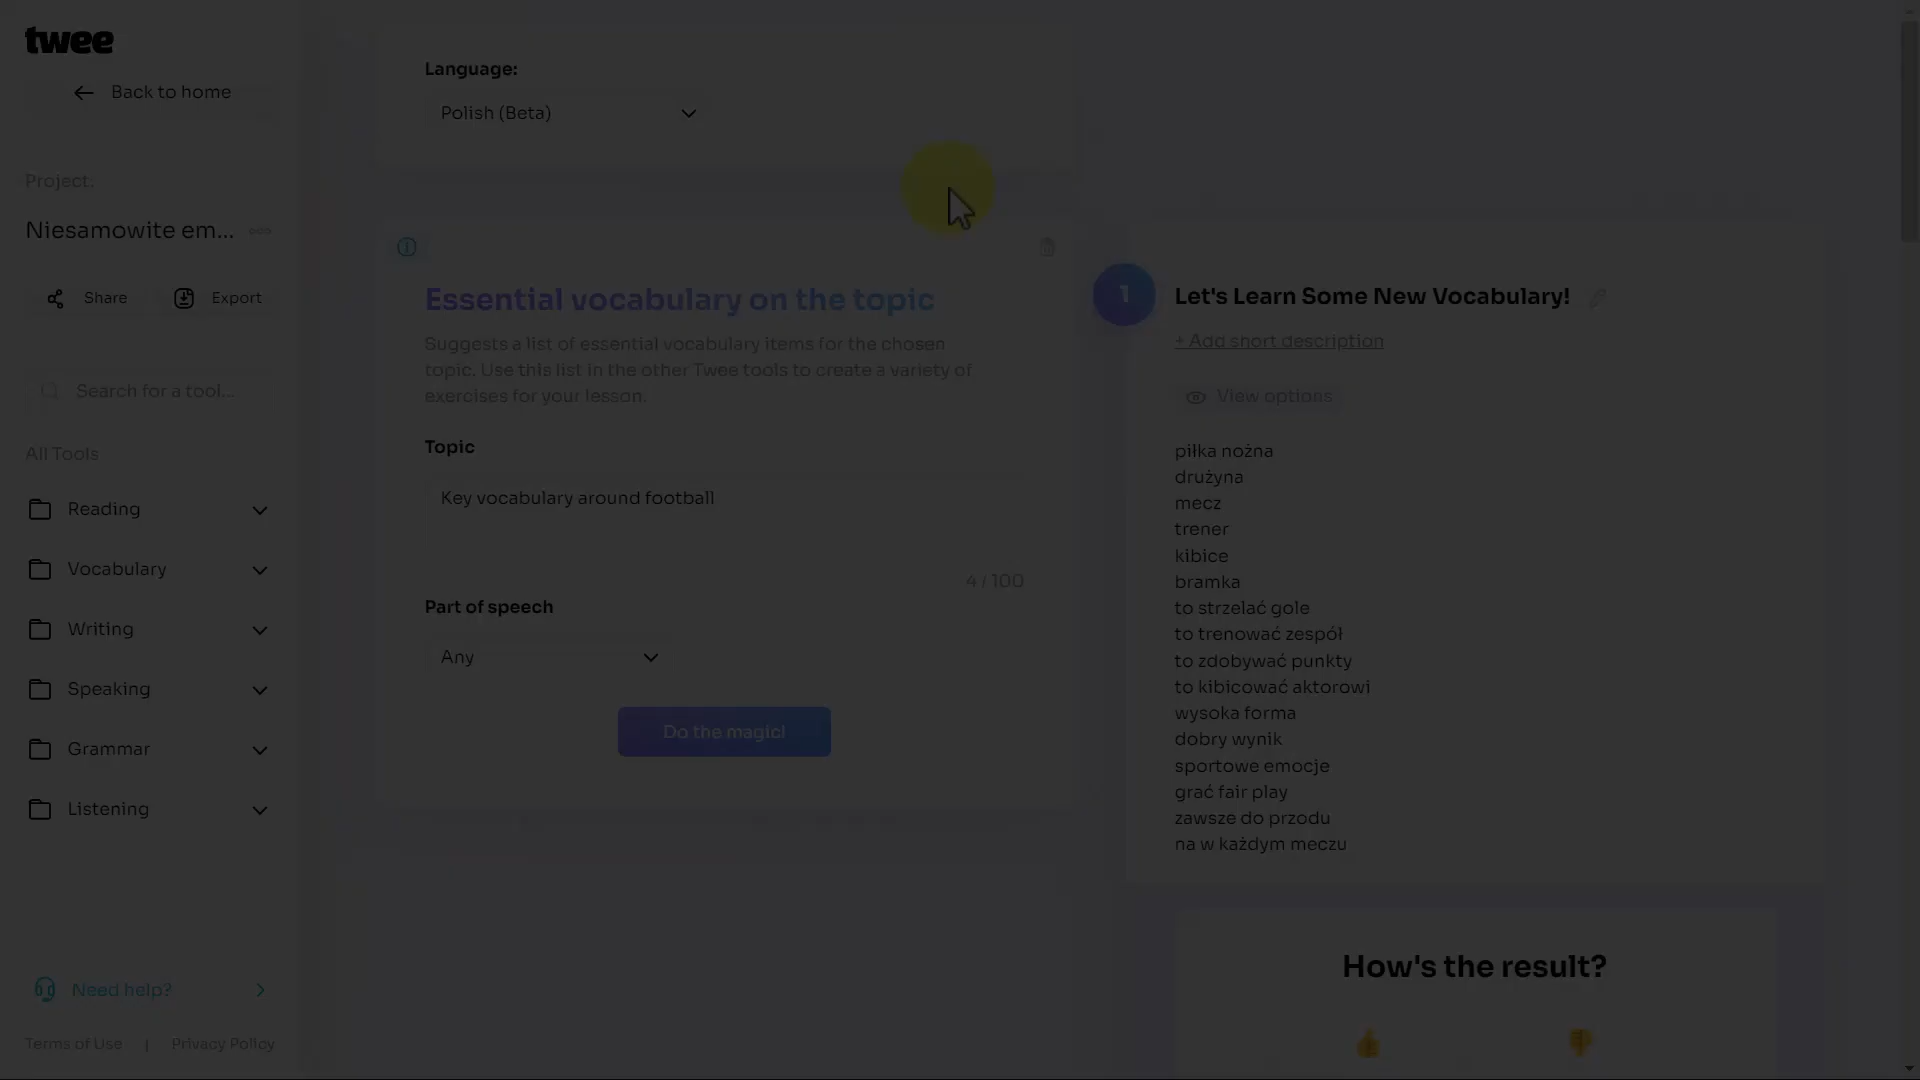 twee
Back to home
Project:
Niesamowite em...
Share
Export
Search for a tool...
All Tools
Reading
Vocabulary
Writing
Speaking
Grammar
Listening
Need help?
Terms of Use | Privacy Policy
Language:
Polish (Beta)
Essential vocabulary on the topic
Suggests a list of essential vocabulary items for the chosen
topic. Use this list in the other Twee tools to create a variety of
exercises for your lesson.
Topic
Key vocabulary around football
4 / 100
Part of speech
Any
Do the magic!
1
Let's Learn Some New Vocabulary!
+ Add short description
View options
piłka nożna
drużyna
mecz
trener
kibice
bramka
to strzelać gole
to trenować zespół
to zdobywać punkty
to kibicować aktorowi
wysoka forma
dobry wynik
sportowe emocje
grać fair play
zawsze do przodu
na w każdym meczu
How's the result?